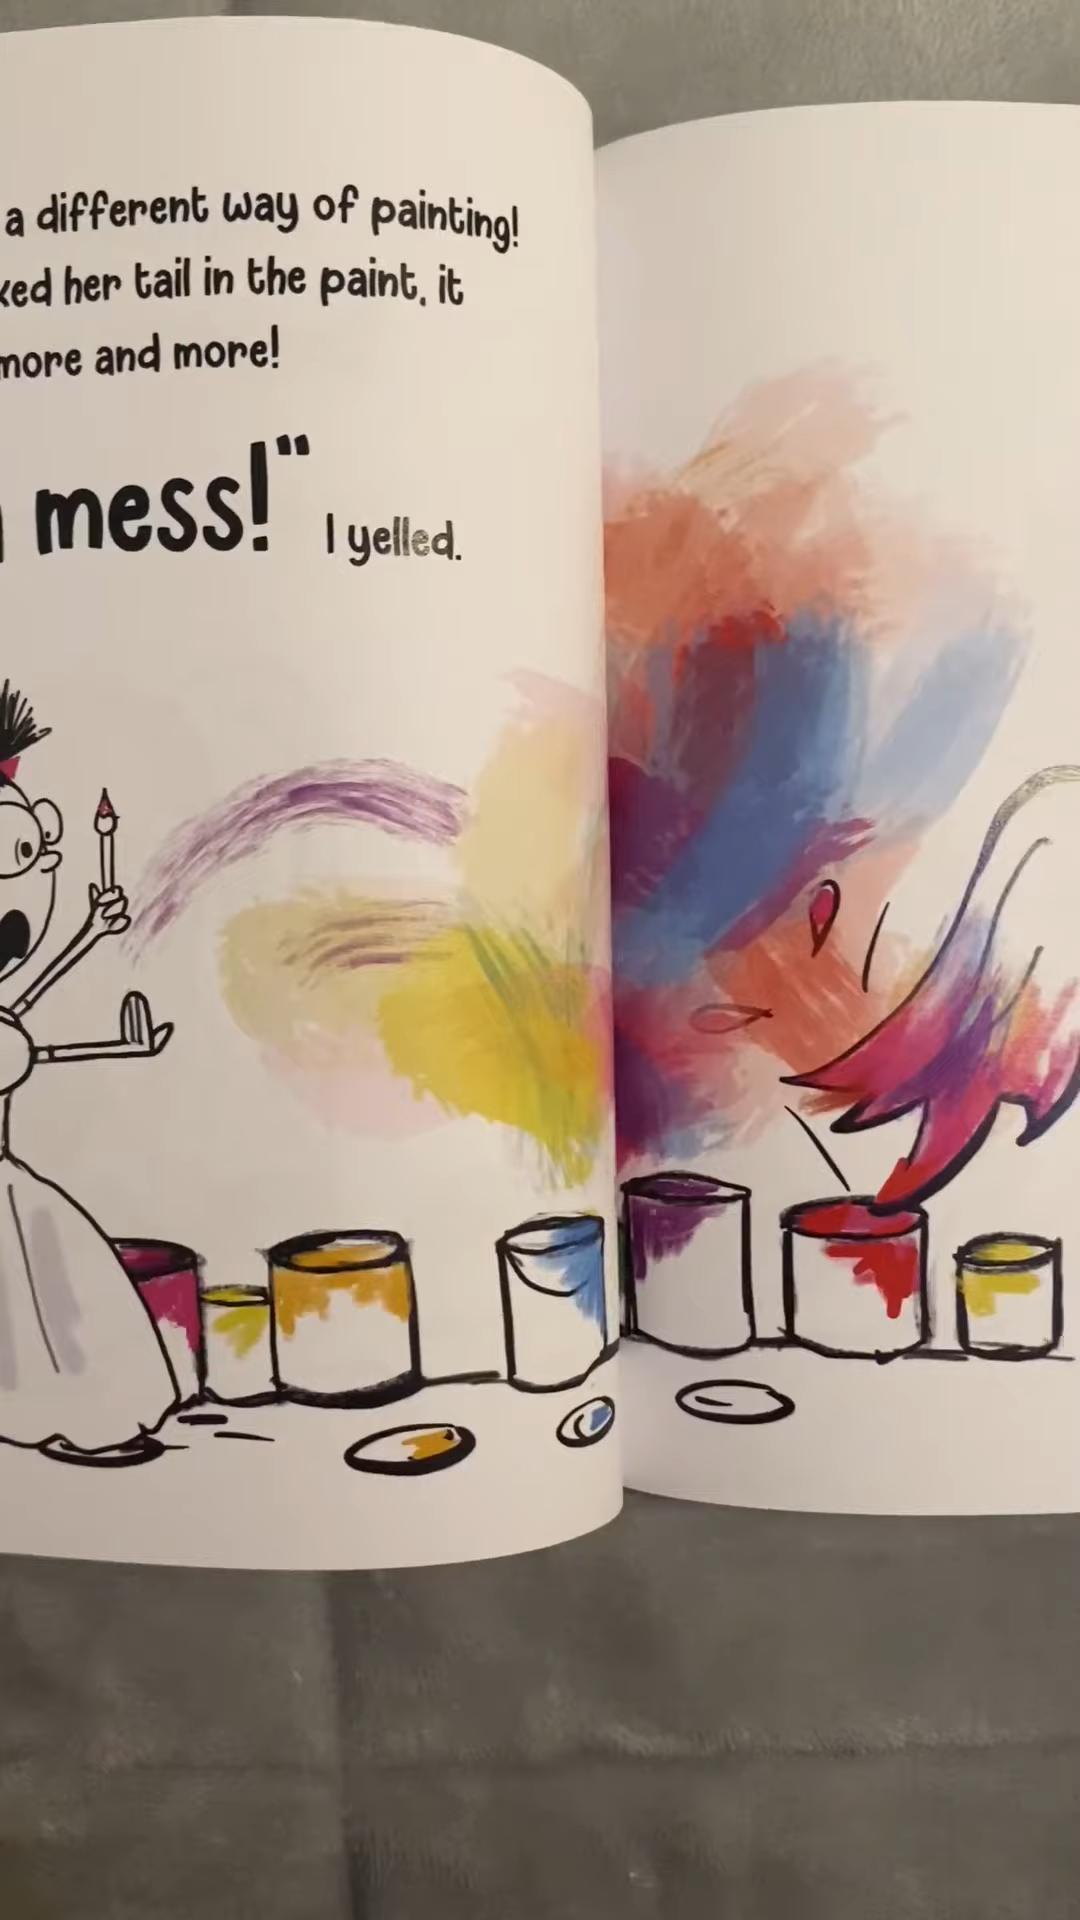 a different way of painting!
ked her tail in the paint, it
more and more!
mess!" I yelled.